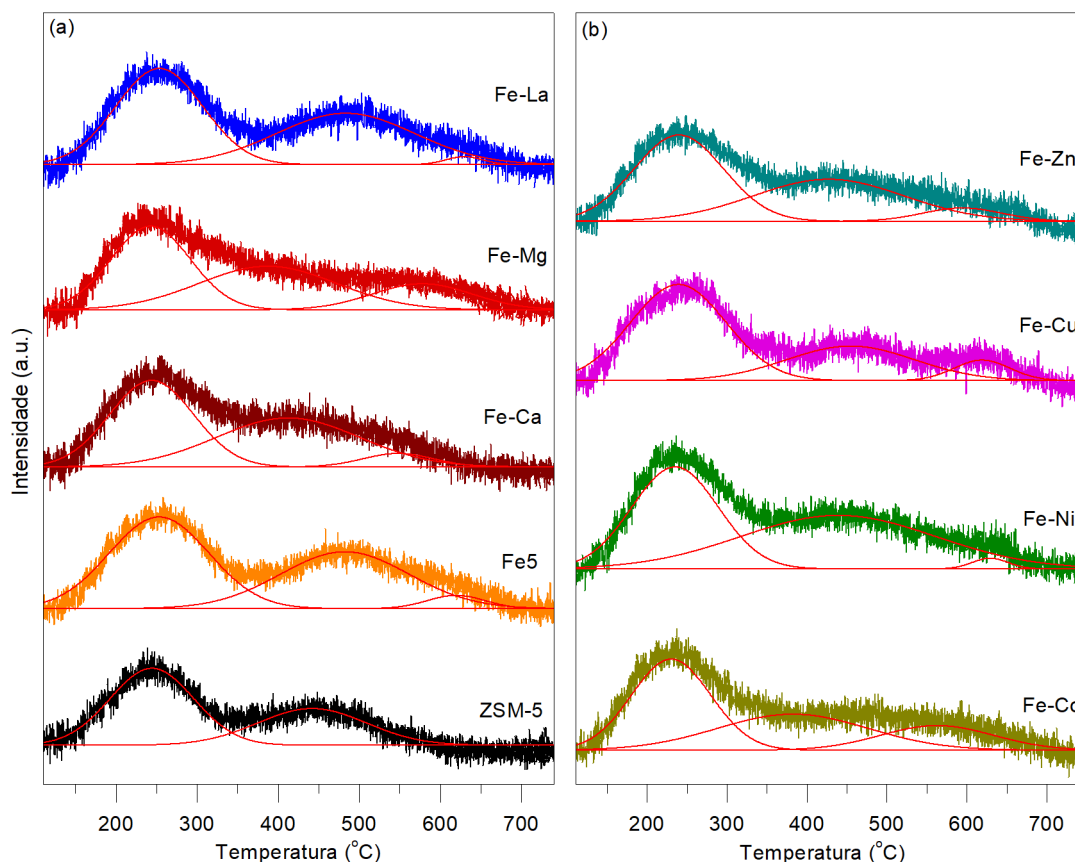 (a)
Fe-La
Fe-Mg
Fe-Ca
Fe5
ZSM-5
Intensidade (a.u.)
200 300 400 500 600 700
Temperatura (°C)
(b)
Fe-Zn
Fe-Cu
Fe-Ni
Fe-Co
200 300 400 500 600 700
Temperatura (°C)